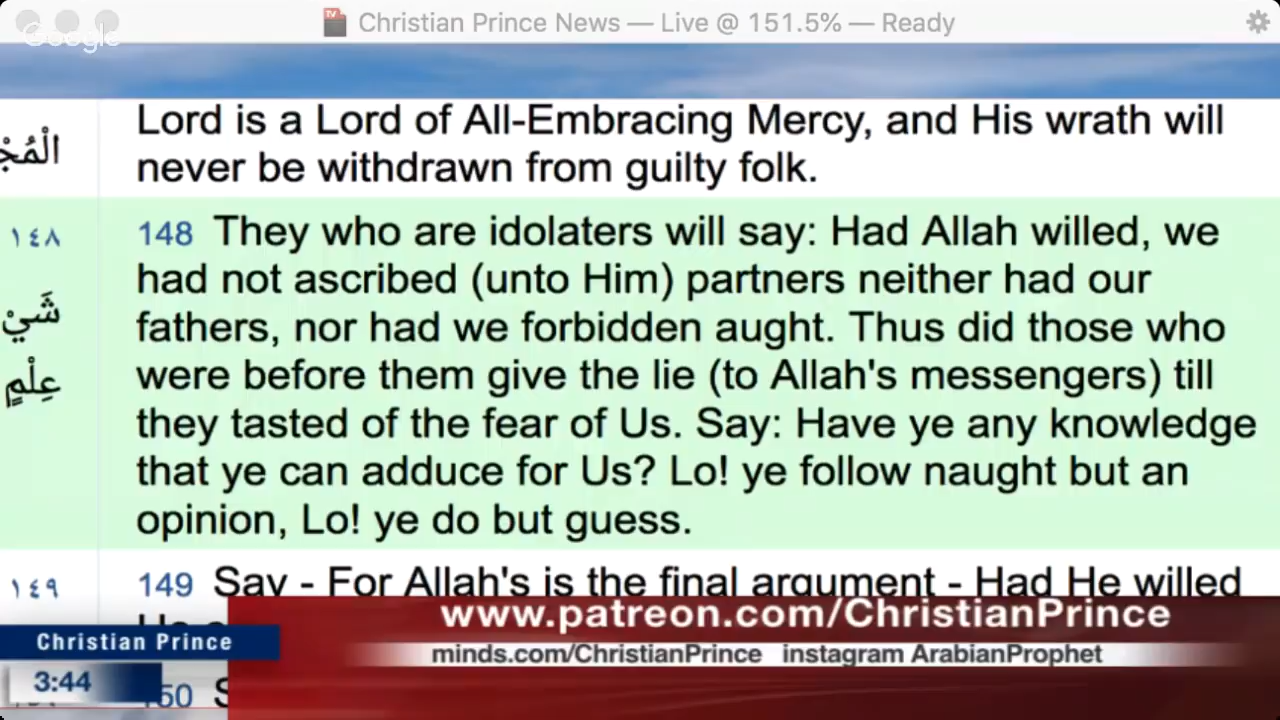 Christian Prince News — Live @ 151.5% — Ready
Google
Lord is a Lord of All-Embracing Mercy, and His wrath will
never be withdrawn from guilty folk.
١٤٨
148 They who are idolaters will say: Had Allah willed, we
had not ascribed (unto Him) partners neither had our
شَيْ
fathers, nor had we forbidden aught. Thus did those who
were before them give the lie (to Allah's messengers) till
عِلْمٍ
they tasted of the fear of Us. Say: Have ye any knowledge
that ye can adduce for Us? Lo! ye follow naught but an
opinion, Lo! ye do but guess.
١٤٩
149 Say - For Allah's is the final argument - Had He willed
www.patreon.com/ChristianPrince
Christian Prince
minds.com/ChristianPrince instagram ArabianProphet
3:44